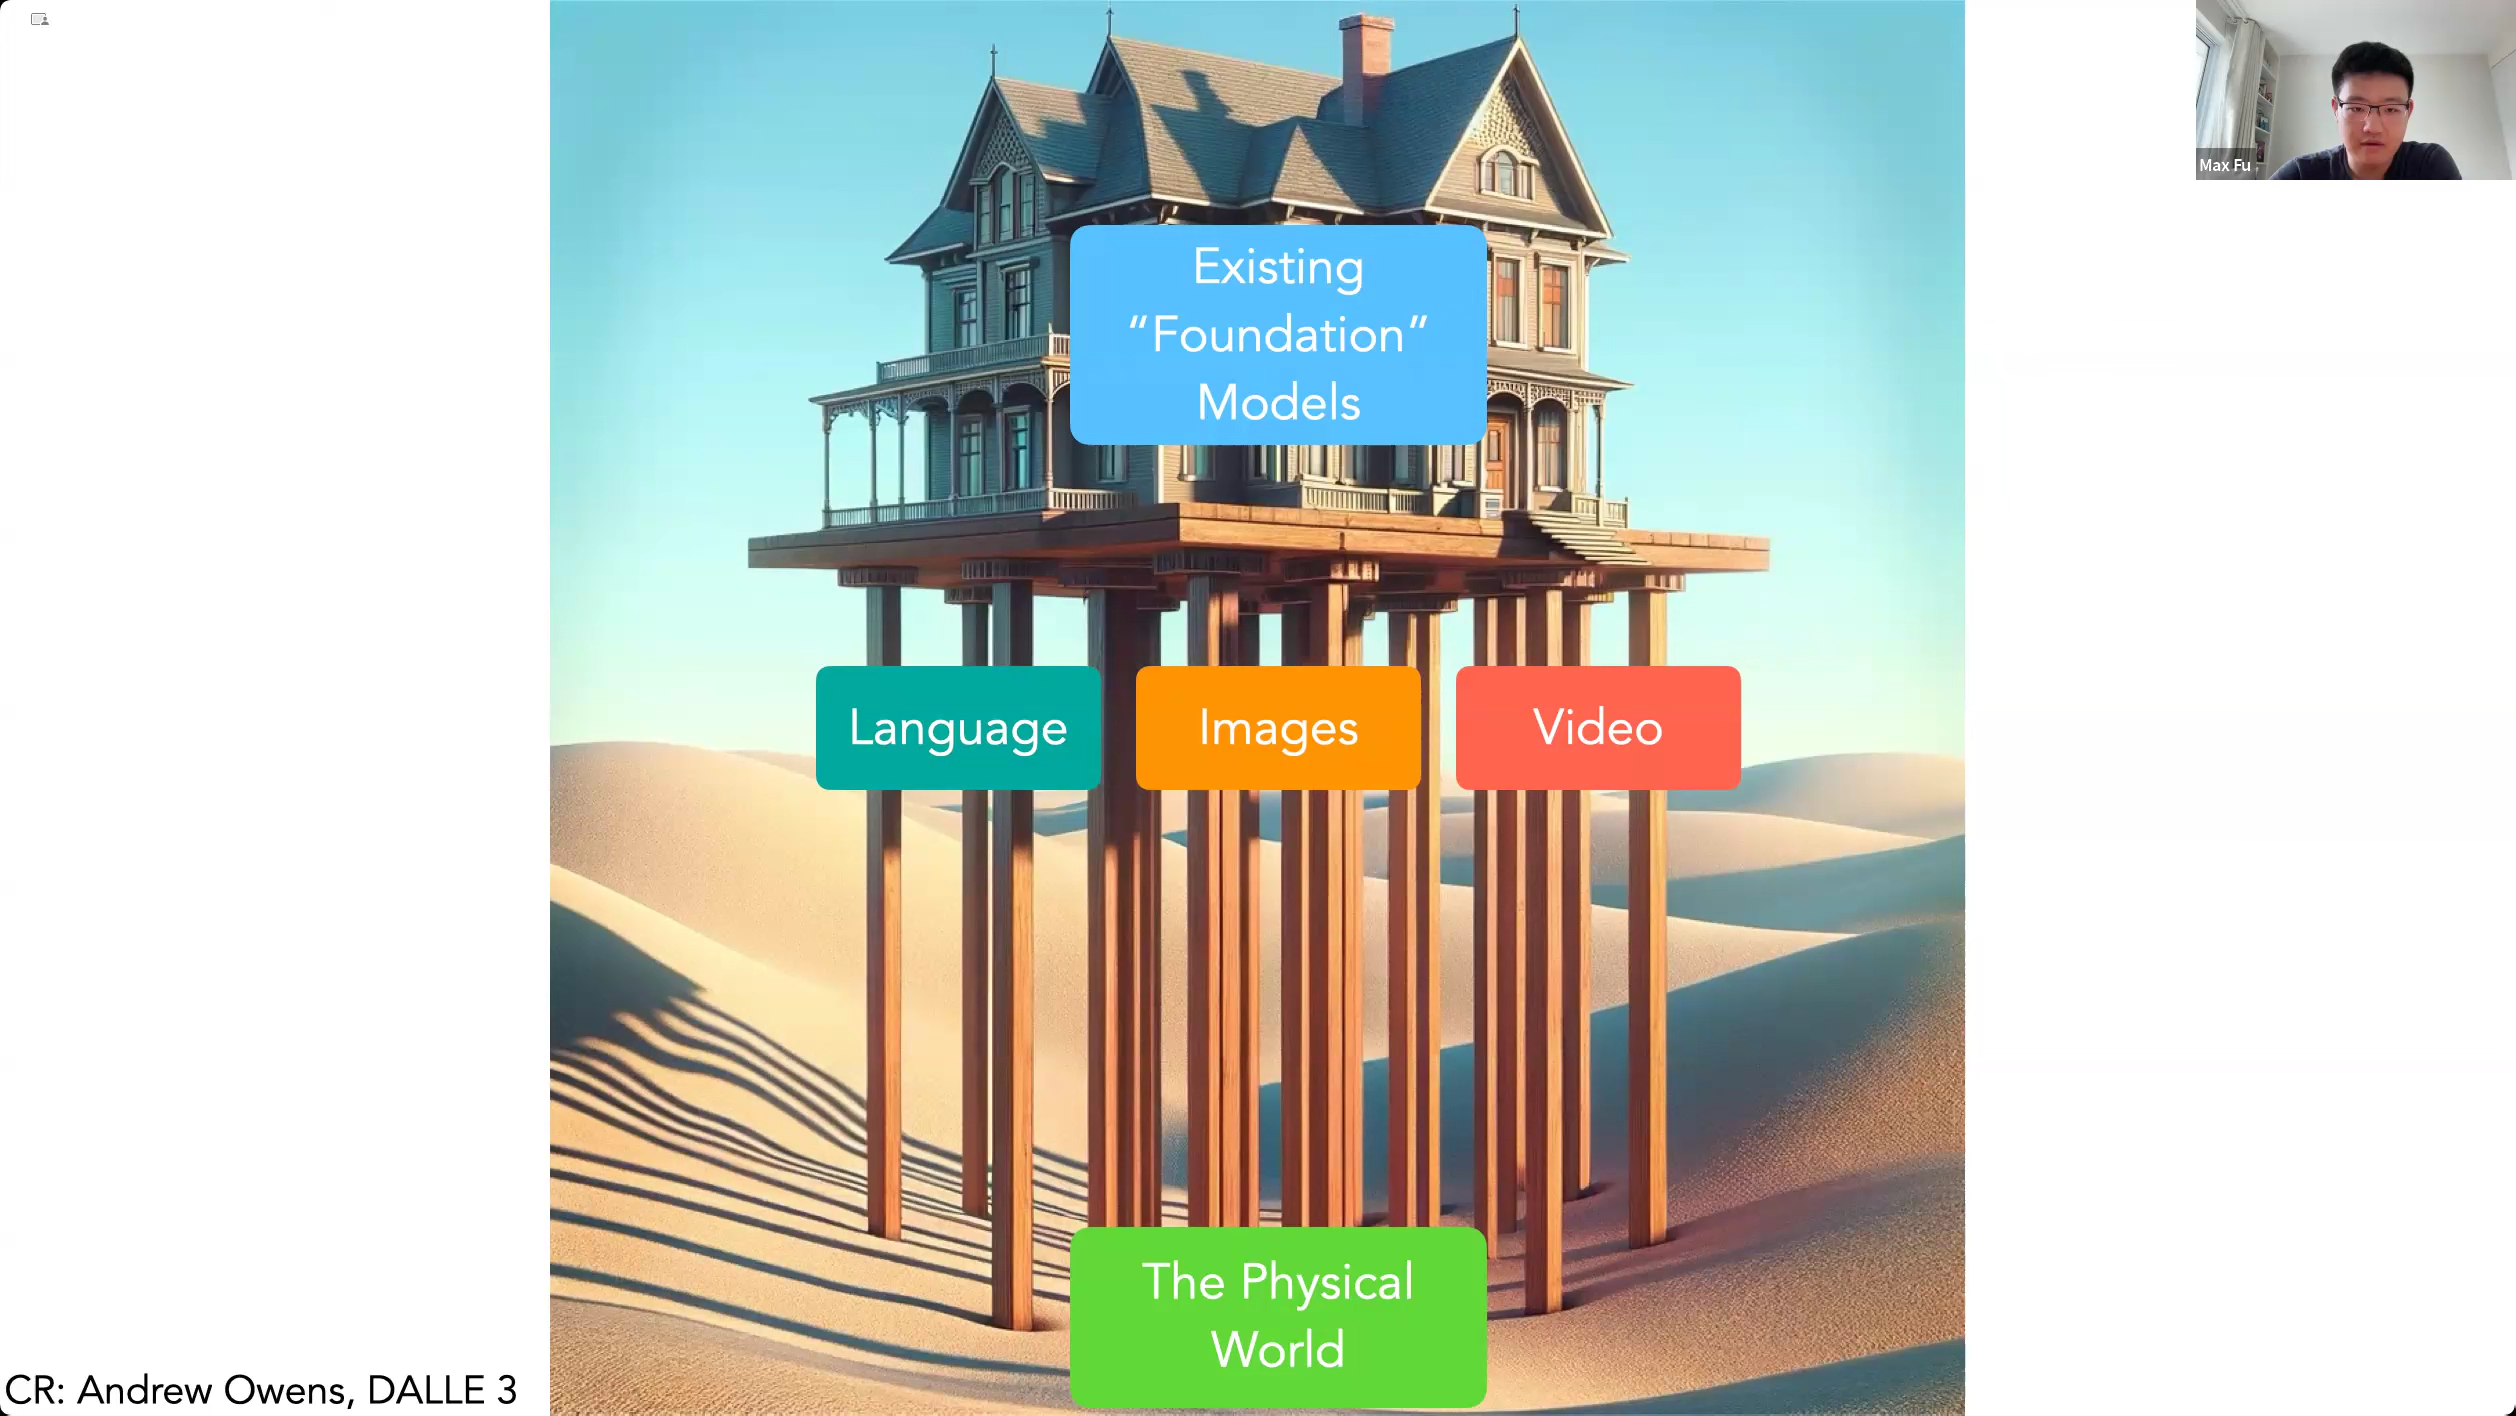 Max Fu
Existing
“Foundation”
Models
Language
Images
Video
The Physical
World
CR: Andrew Owens, DALLE 3